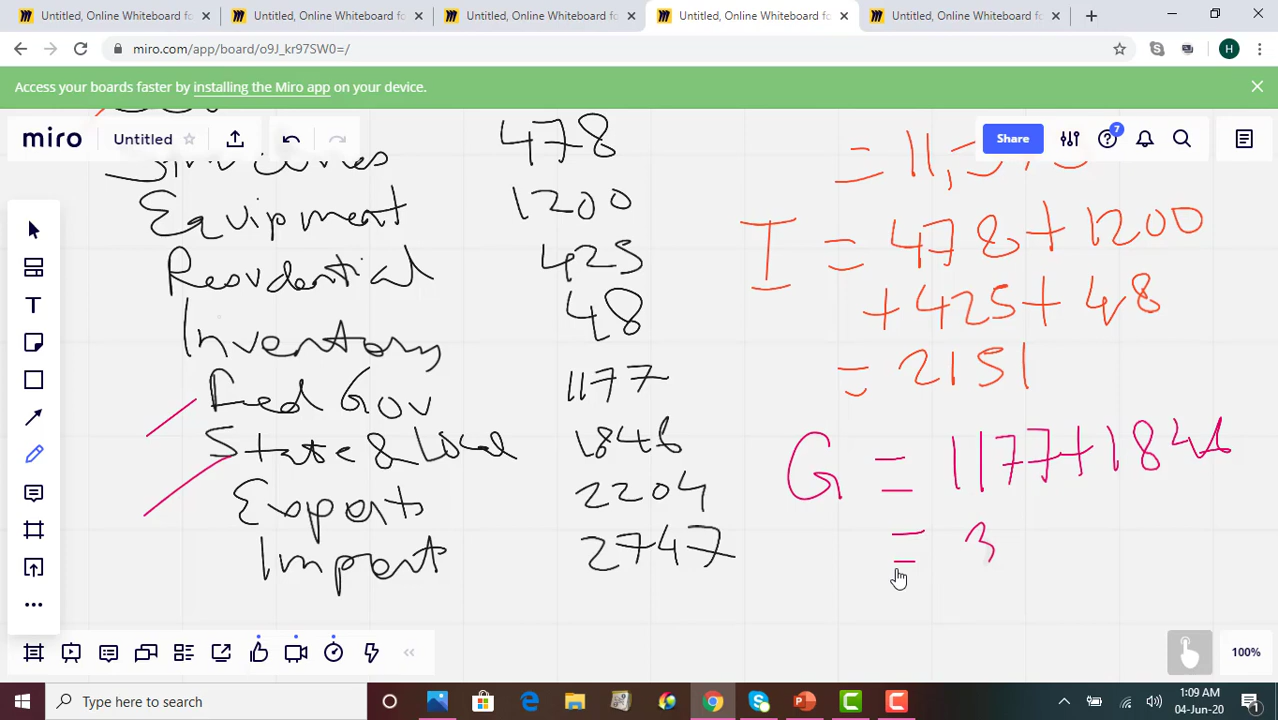 Untitled, Online Whiteboard fo
Untitled, Online Whiteboard fo
Untitled, Online Whiteboard fo
Untitled, Online Whiteboard fo
Untitled, Online Whiteboard fo
miro.com/app/board/o9J_kr97SW0=/
H
Access your boards faster by installing the Miro app on your device.
miro
Untitled
Share
7
478
= 11,
Equipment 1200
Reovdential 425
Inventory 48
Fed Gov 1177
State & Local 1846
Exports 2204
Import 2747
I = 478+1200
+425+ 48
= 2151
G = 1177+1846
= 3
100%
Type here to search
1:09 AM
04-Jun-20
1